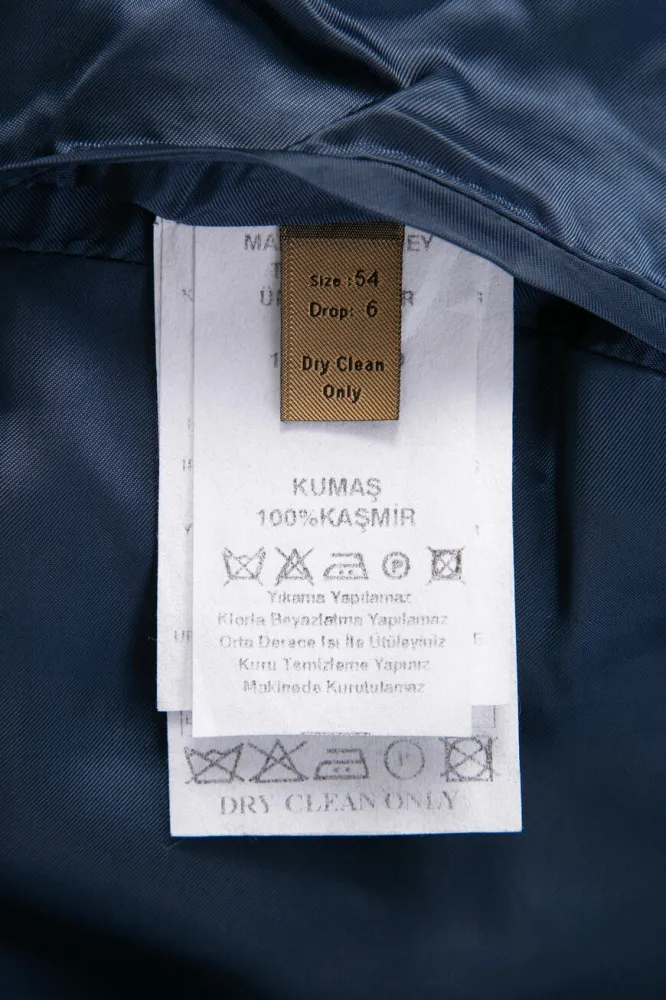 Size : 54
Drop: 6
Dry Clean
Only
KUMAŞ
100%KAŞMİR
P
Yıkama Yapılamaz
Klorla Beyazlatma Yapılamaz
Orta Derece Isı İle Ütüleyiniz
Kuru Temizleme Yapınız
Makinede Kurutulamaz
P
DRY CLEAN ONLY